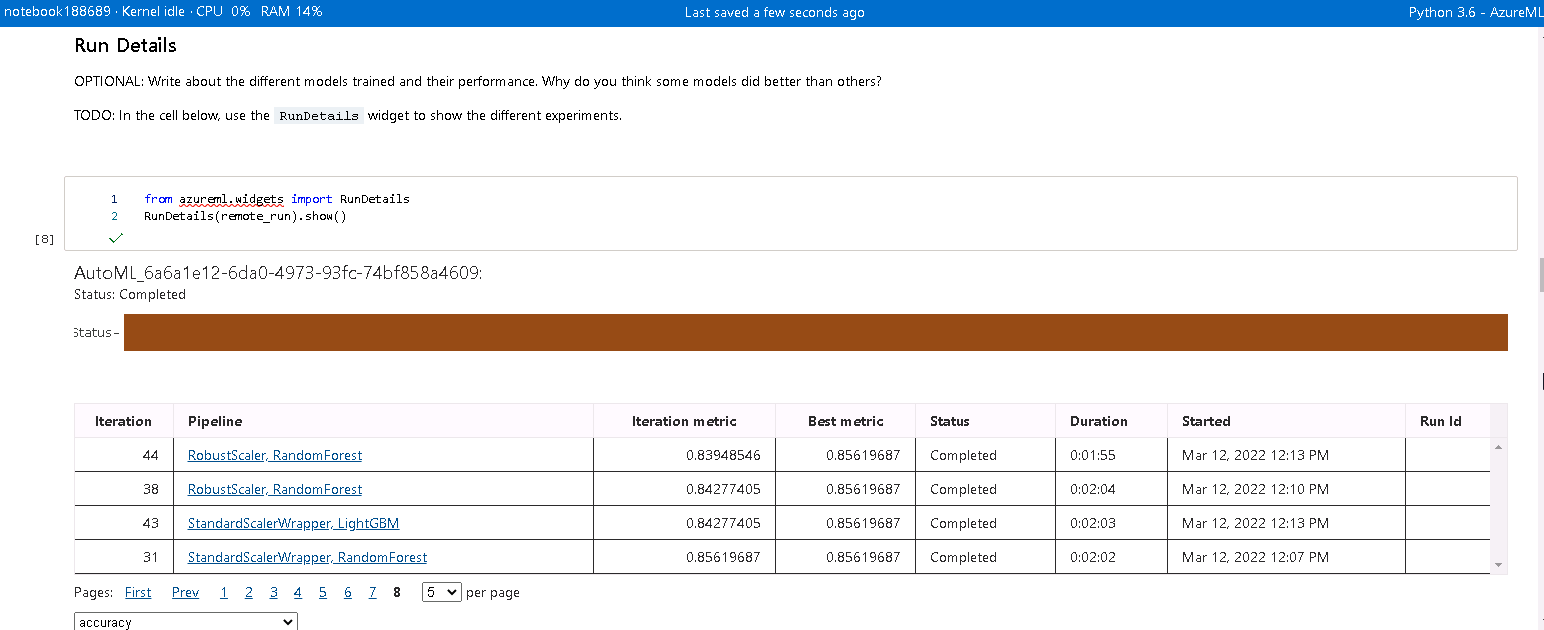 notebook188689 · Kernel idle · CPU 0% RAM 14% Last saved a few seconds ago Python 3.6 - AzureML
Run Details
OPTIONAL: Write about the different models trained and their performance. Why do you think some models did better than others?
TODO: In the cell below, use the RunDetails widget to show the different experiments.
1 from azureml.widgets import RunDetails
2 RunDetails(remote_run).show()
[8]
AutoML_6a6a1e12-6da0-4973-93fc-74bf858a4609:
Status: Completed
Status
Iteration Pipeline Iteration metric Best metric Status Duration Started Run Id
44 RobustScaler, RandomForest 0.83948546 0.85619687 Completed 0:01:55 Mar 12, 2022 12:13 PM
38 RobustScaler, RandomForest 0.84277405 0.85619687 Completed 0:02:04 Mar 12, 2022 12:10 PM
43 StandardScalerWrapper, LightGBM 0.84277405 0.85619687 Completed 0:02:03 Mar 12, 2022 12:13 PM
31 StandardScalerWrapper, RandomForest 0.85619687 0.85619687 Completed 0:02:02 Mar 12, 2022 12:07 PM
Pages: First Prev 1 2 3 4 5 6 7 8 5 per page
accuracy